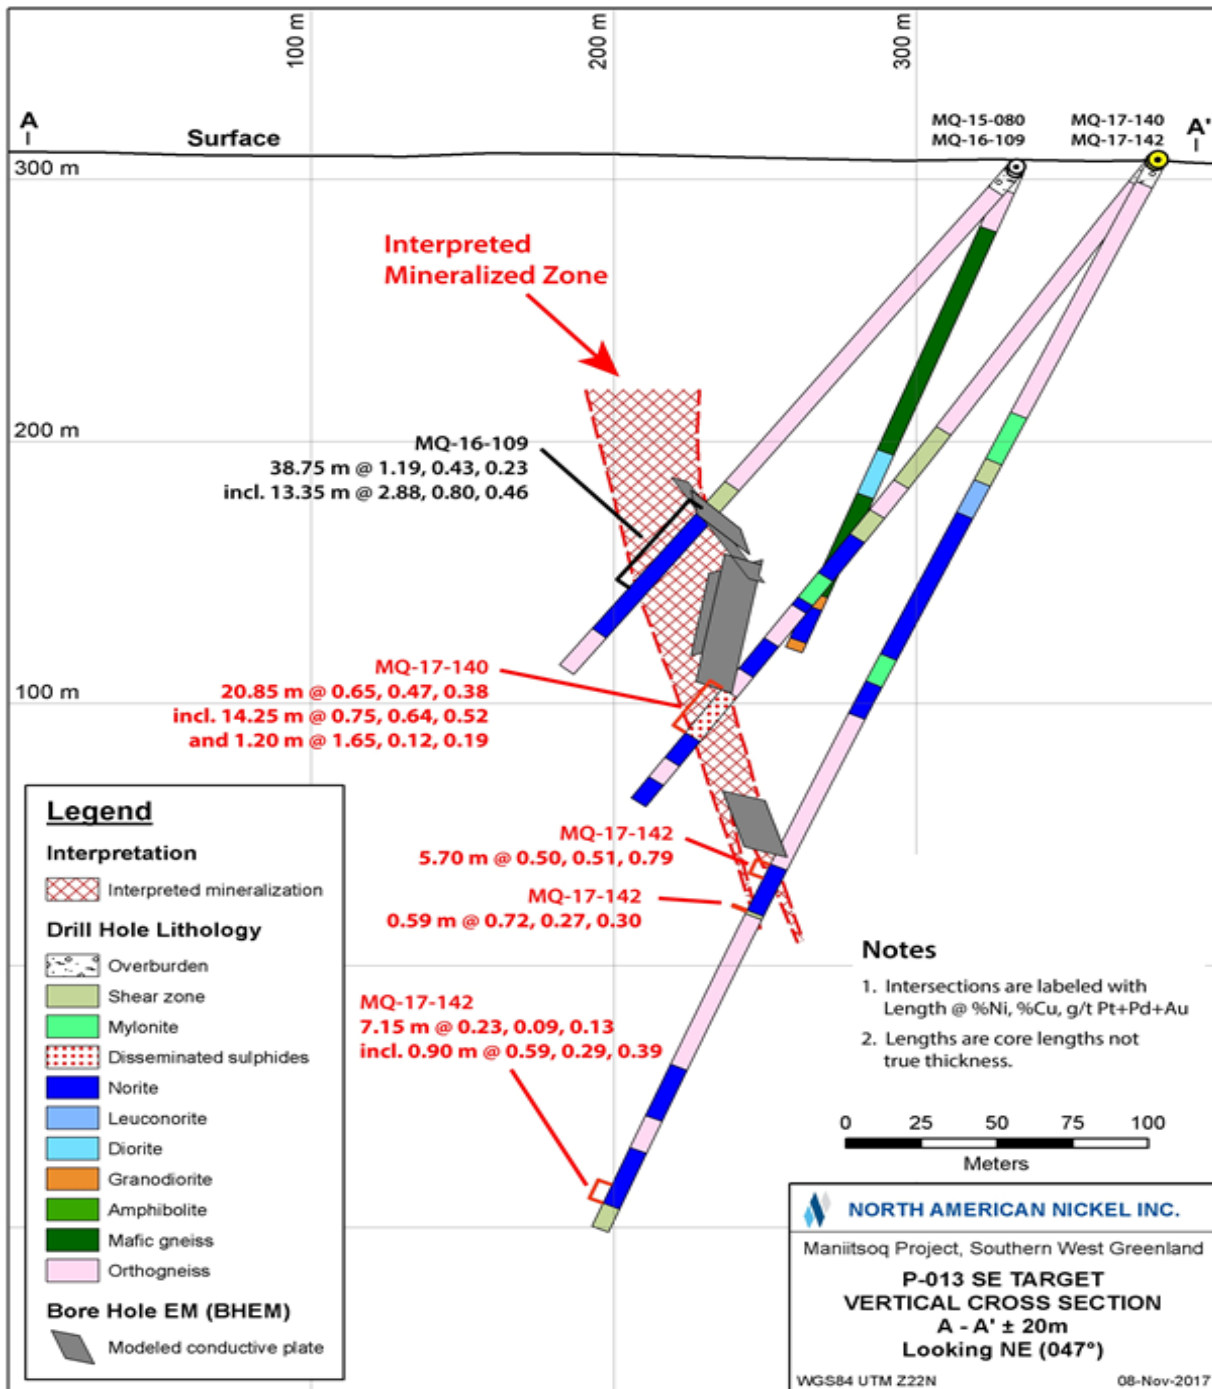 100 m
200 m
300 m
A
Surface
MQ-15-080
MQ-16-109
MQ-17-140
MQ-17-142
A'
300 m
Interpreted
Mineralized Zone
200 m
MQ-16-109
38.75 m @ 1.19, 0.43, 0.23
incl. 13.35 m @ 2.88, 0.80, 0.46
MQ-17-140
20.85 m @ 0.65, 0.47, 0.38
incl. 14.25 m @ 0.75, 0.64, 0.52
and 1.20 m @ 1.65, 0.12, 0.19
100 m
MQ-17-142
5.70 m @ 0.50, 0.51, 0.79
MQ-17-142
0.59 m @ 0.72, 0.27, 0.30
MQ-17-142
7.15 m @ 0.23, 0.09, 0.13
incl. 0.90 m @ 0.59, 0.29, 0.39
Legend
Interpretation
Interpreted mineralization
Drill Hole Lithology
Overburden
Shear zone
Mylonite
Disseminated sulphides
Norite
Leuconorite
Diorite
Granodiorite
Amphibolite
Mafic gneiss
Orthogneiss
Bore Hole EM (BHEM)
Modeled conductive plate
Notes
1. Intersections are labeled with
Length @ %Ni, %Cu, g/t Pt+Pd+Au
2. Lengths are core lengths not
true thickness.
0 25 50 75 100
Meters
NORTH AMERICAN NICKEL INC.
Maniitsoq Project, Southern West Greenland
P-013 SE TARGET
VERTICAL CROSS SECTION
A - A' ± 20m
Looking NE (047°)
WGS84 UTM Z22N
08-Nov-2017